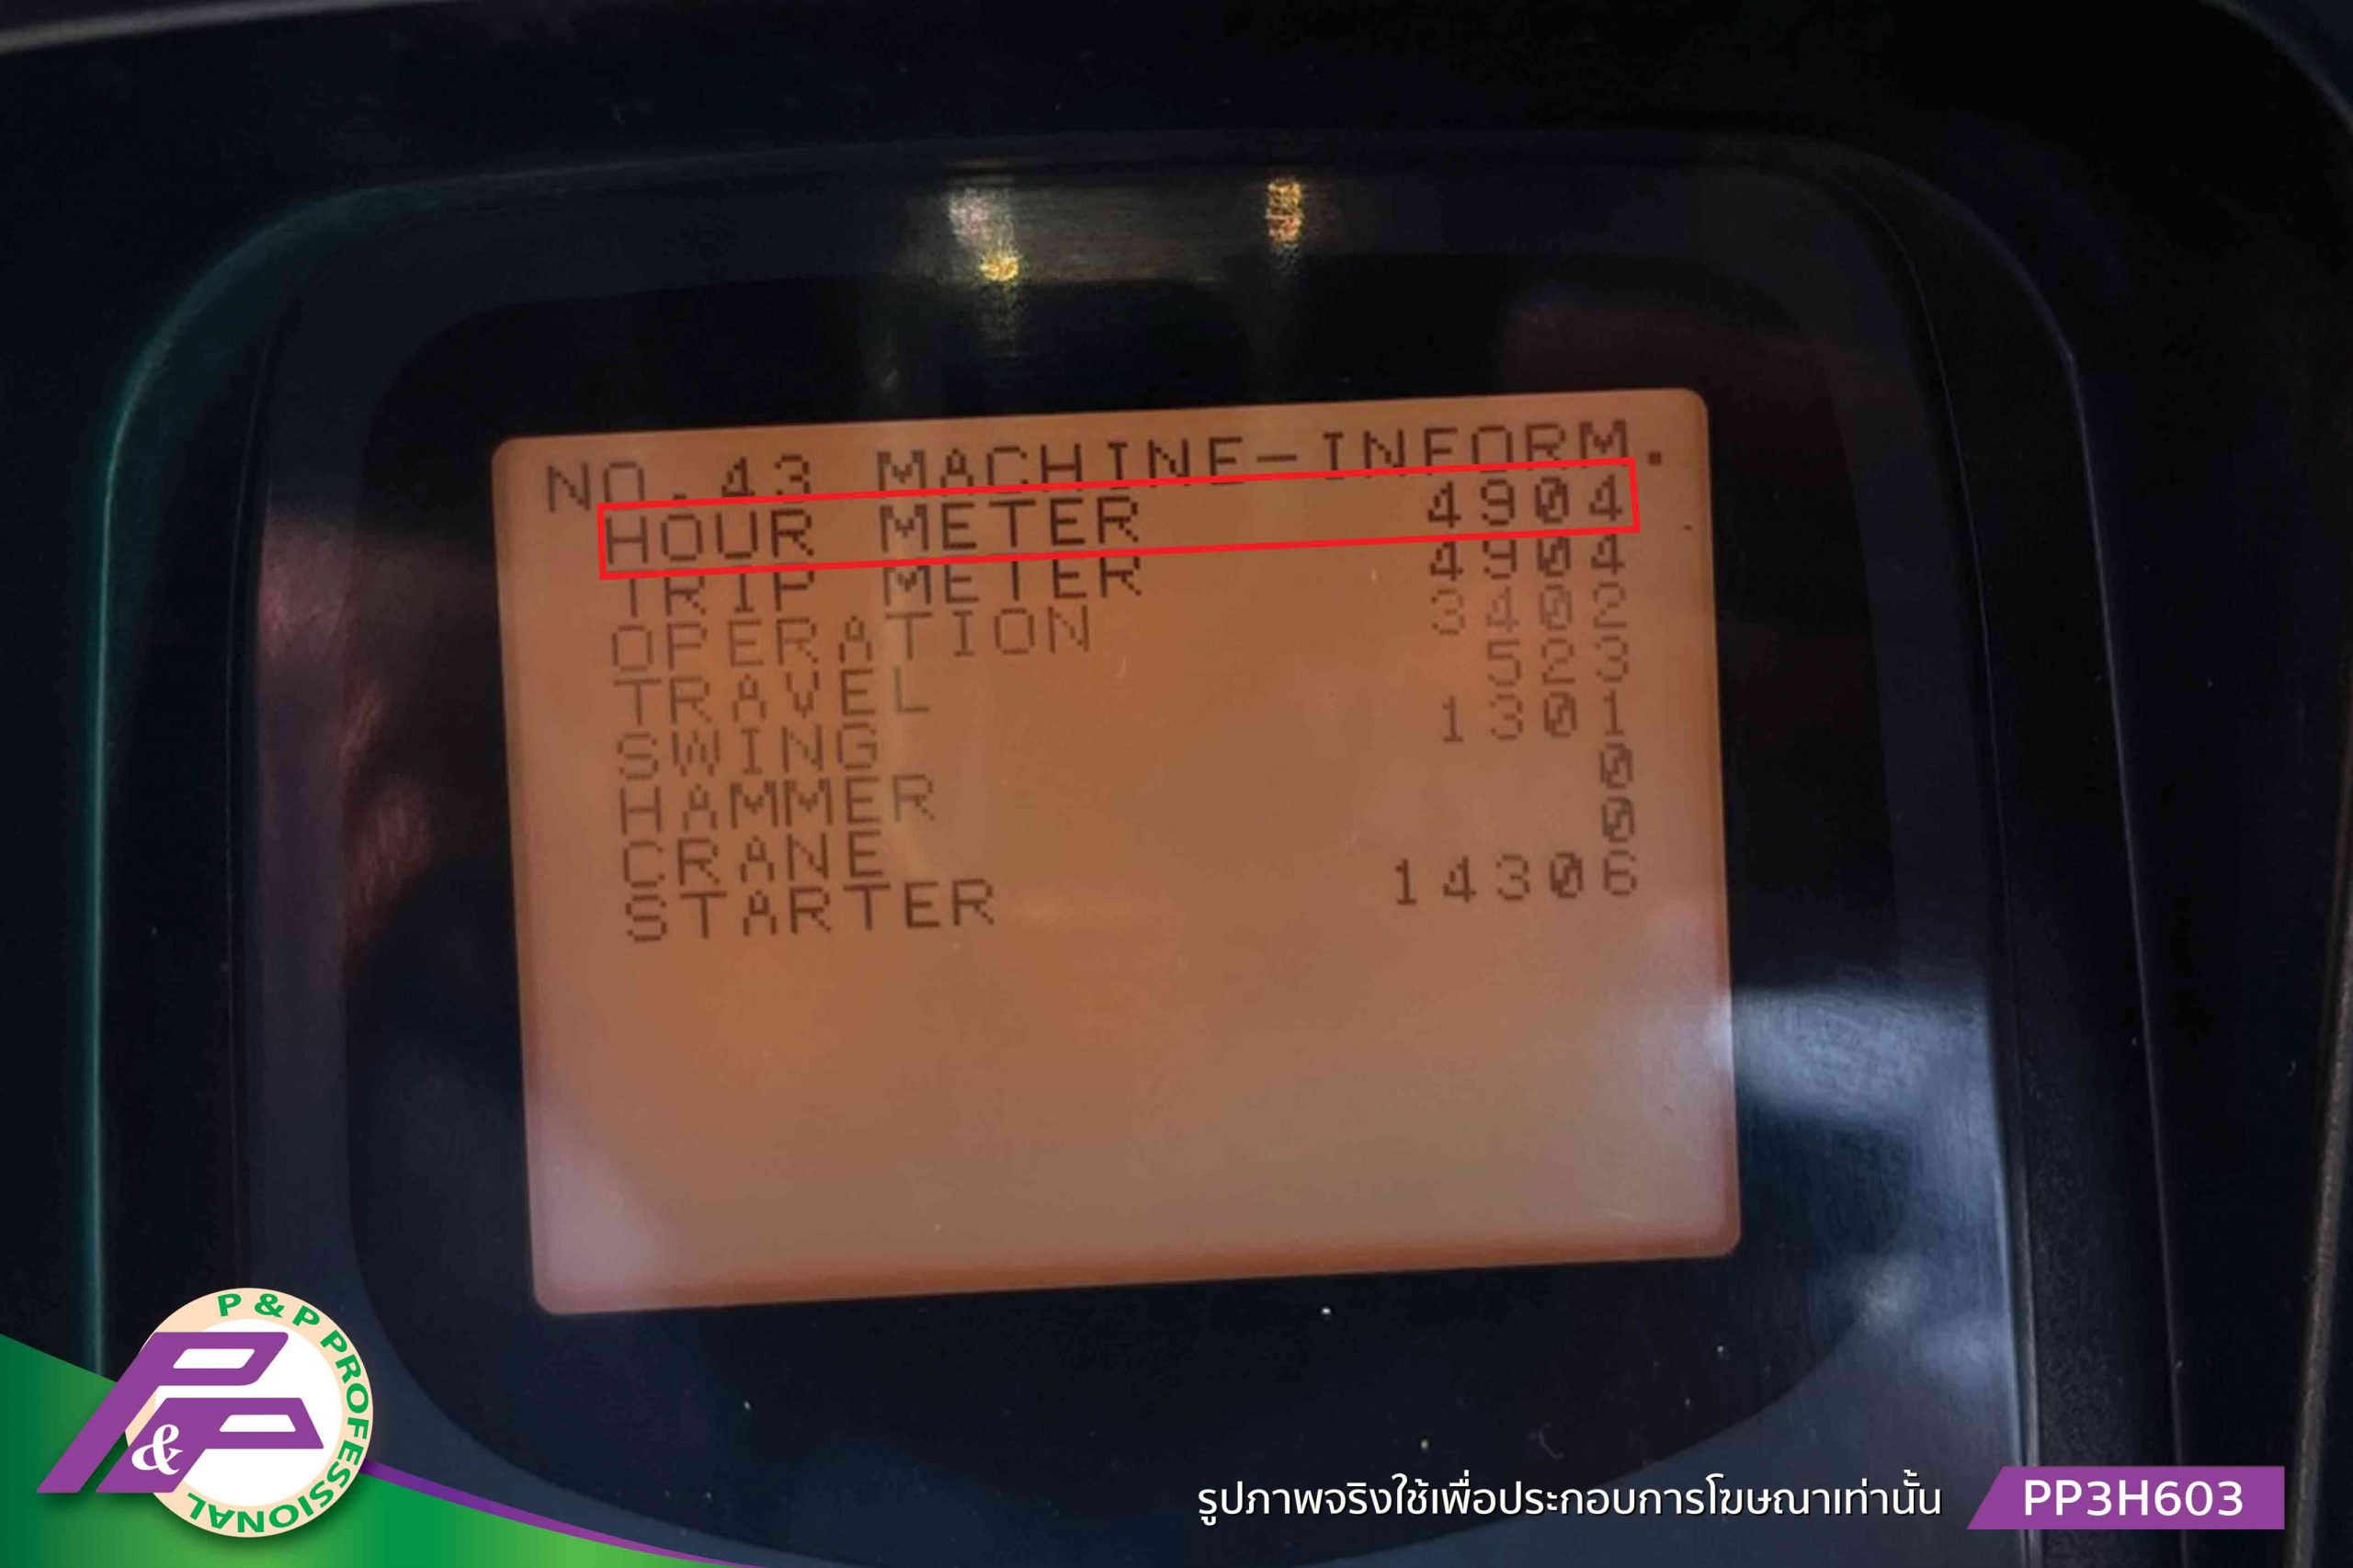 NO.43 MACHINE-INFORM.
HOUR METER 4904
TRIP METER 4904
OPERATION 3402
TRAVEL 523
SWING 1301
HAMMER 0
CRANE 0
STARTER 14306
P & P PROFESSIONAL
P&P
รูปภาพจริงใช้เพื่อประกอบการโฆษณาเท่านั้น
PP3H603